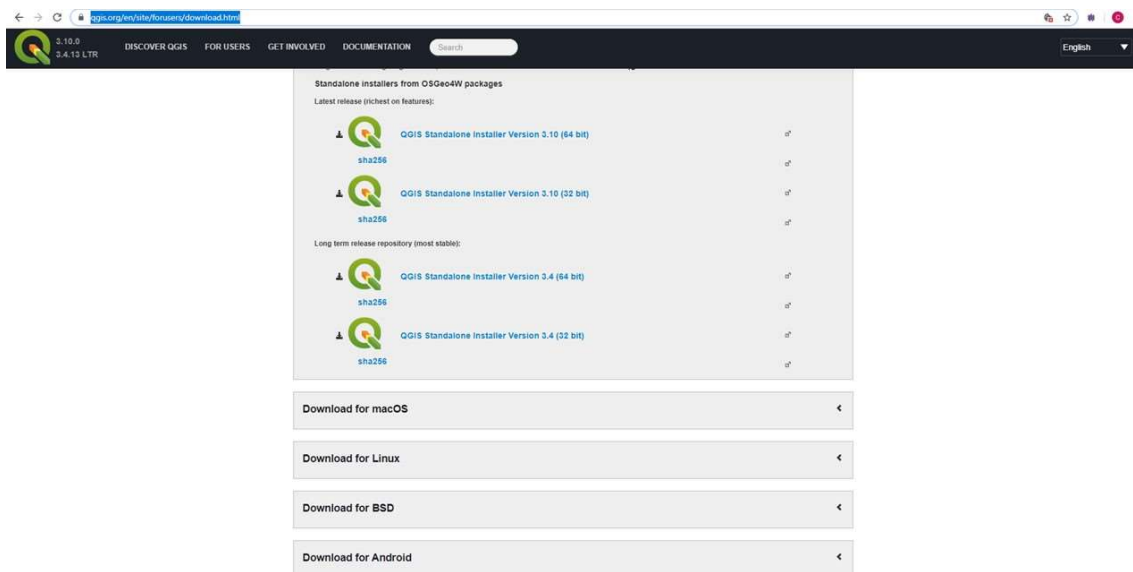 qgis.org/en/site/forusers/download.html
3.10.0
3.4.13 LTR
DISCOVER QGIS FOR USERS GET INVOLVED DOCUMENTATION Search English
Standalone installers from OSGeo4W packages
Latest release (richest on features):
QGIS Standalone Installer Version 3.10 (64 bit)
sha256
QGIS Standalone Installer Version 3.10 (32 bit)
sha256
Long term release repository (most stable):
QGIS Standalone Installer Version 3.4 (64 bit)
sha256
QGIS Standalone Installer Version 3.4 (32 bit)
sha256
Download for macOS
Download for Linux
Download for BSD
Download for Android